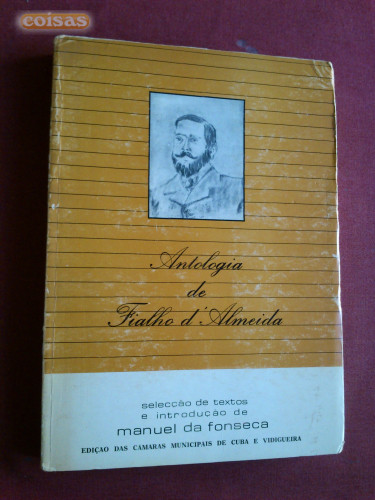 coisas
Antologia
de
Fialho d'Almeida
selecção de textos
e introdução de
manuel da fonseca
EDIÇAO DAS CAMARAS MUNICIPAIS DE CUBA E VIDIGUEIRA